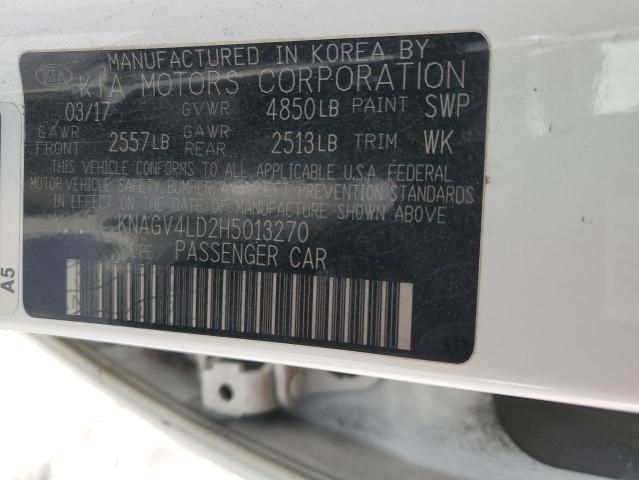 MANUFACTURED IN KOREA BY
KIA KIA MOTORS CORPORATION
03/17 GVWR 4850LB PAINT SWP
GAWR FRONT 2557LB GAWR REAR 2513LB TRIM WK
THIS VEHICLE CONFORMS TO ALL APPLICABLE U.S.A FEDERAL
MOTOR VEHICLE SAFETY BUMPER AND THEFT PREVENTION STANDARDS
IN EFFECT ON THE DATE OF MANUFACTURE SHOWN ABOVE
KNAGV4LD2H5013270
TYPE: PASSENGER CAR
A5